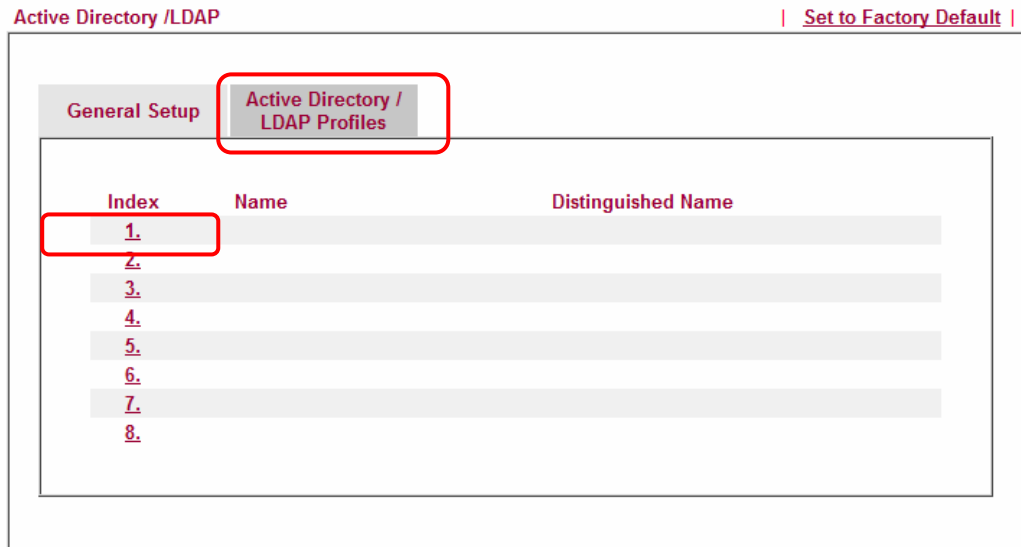 Active Directory /LDAP | Set to Factory Default |
General Setup
Active Directory /
LDAP Profiles
Index Name Distinguished Name
1.
2.
3.
4.
5.
6.
7.
8.